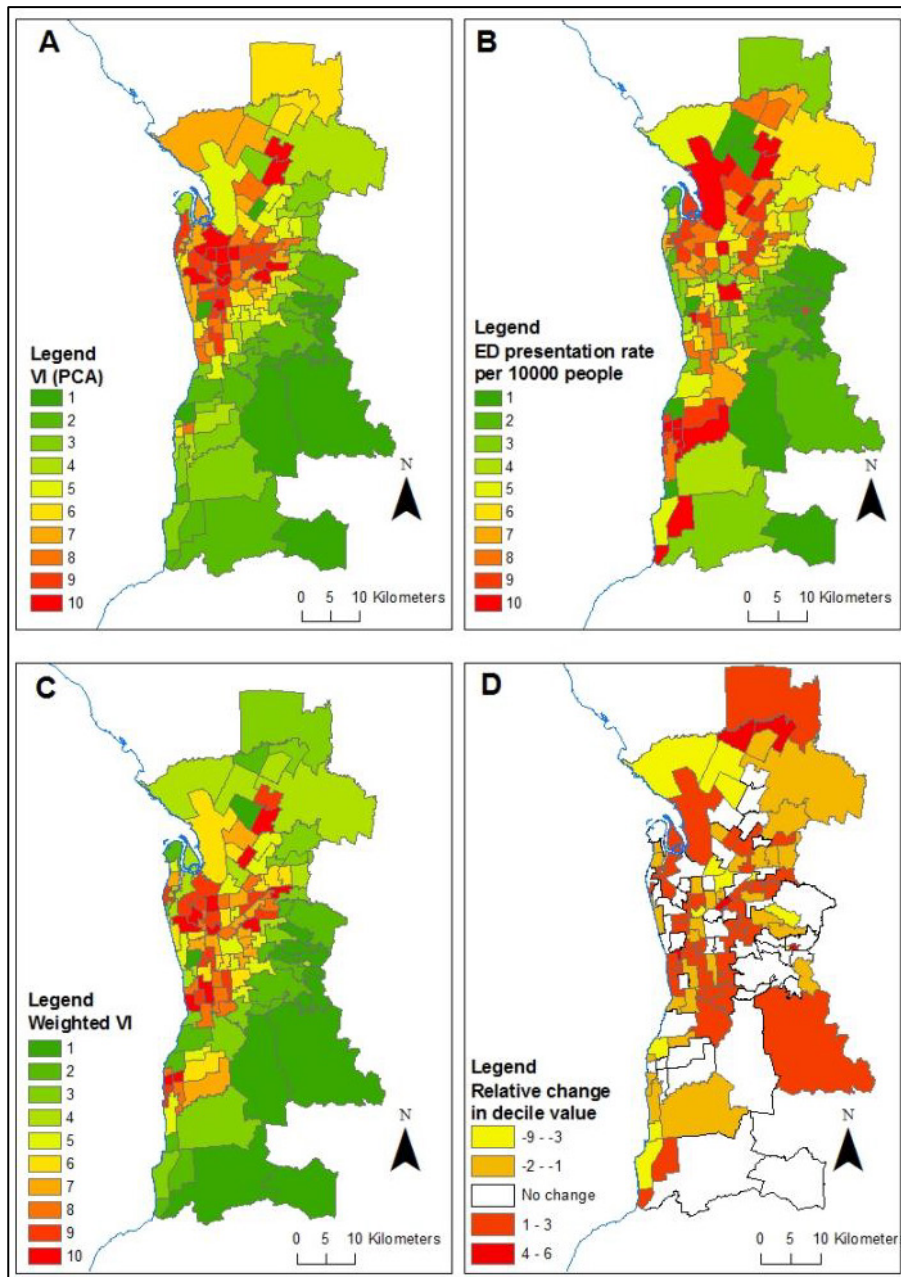 A
Legend
VI (PCA)
1
2
3
4
5
6
7
8
9
10
N
0 5 10 Kilometers
B
Legend
ED presentation rate
per 10000 people
1
2
3
4
5
6
7
8
9
10
N
0 5 10 Kilometers
C
Legend
Weighted VI
1
2
3
4
5
6
7
8
9
10
N
0 5 10 Kilometers
D
Legend
Relative change
in decile value
-9 - -3
-2 - -1
No change
1 - 3
4 - 6
N
0 5 10 Kilometers